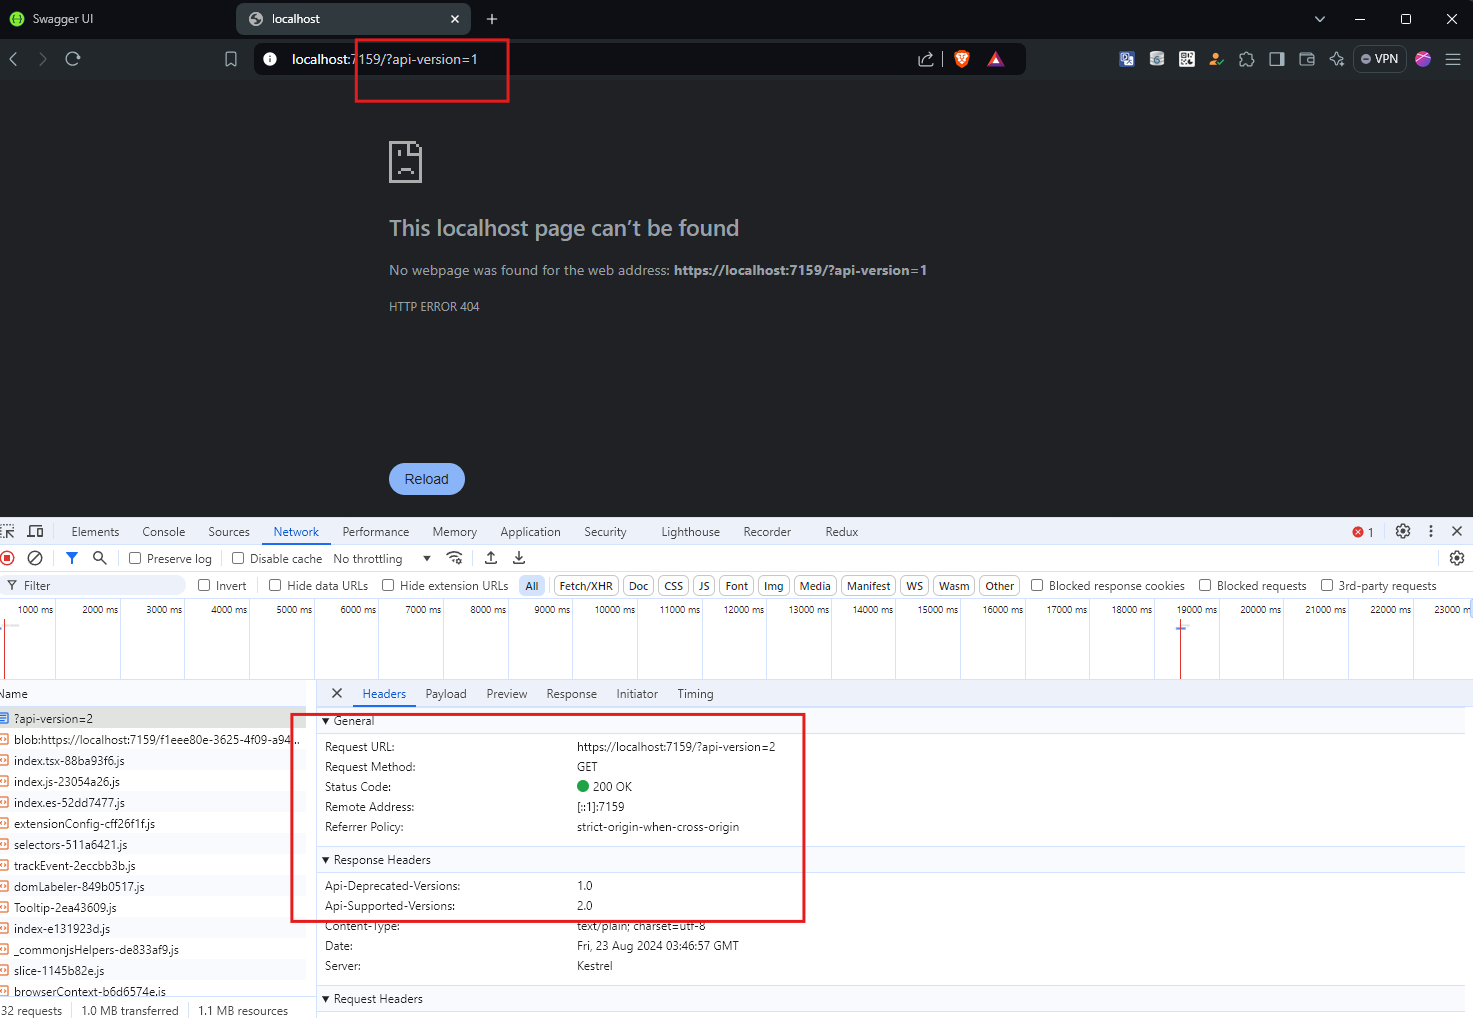 Swagger UI
localhost
localhost:7159/?api-version=1
VPN
This localhost page can’t be found
No webpage was found for the web address: https://localhost:7159/?api-version=1
HTTP ERROR 404
Reload
Elements Console Sources Network Performance Memory Application Security Lighthouse Recorder Redux 1
Preserve log Disable cache No throttling
Filter Invert Hide data URLs Hide extension URLs All Fetch/XHR Doc CSS JS Font Img Media Manifest WS Wasm Other Blocked response cookies Blocked requests 3rd-party requests
1000 ms 2000 ms 3000 ms 4000 ms 5000 ms 6000 ms 7000 ms 8000 ms 9000 ms 10000 ms 11000 ms 12000 ms 13000 ms 14000 ms 15000 ms 16000 ms 17000 ms 18000 ms 19000 ms 20000 ms 21000 ms 22000 ms 23000 m
Name
?api-version=2
blob:https://localhost:7159/f1eee80e-3625-4f09-a94...
index.tsx-88ba93f6.js
index.js-23054a26.js
index.es-52dd7477.js
extensionConfig-cff26f1f.js
selectors-511a6421.js
trackEvent-2eccbb3b.js
domLabeler-849b0517.js
Tooltip-2ea43609.js
index-e131923d.js
_commonjsHelpers-de833af9.js
slice-1145b82e.js
browserContext-b6d6574e.js
32 requests 1.0 MB transferred 1.1 MB resources
Headers Payload Preview Response Initiator Timing
General
Request URL: https://localhost:7159/?api-version=2
Request Method: GET
Status Code: 200 OK
Remote Address: [::1]:7159
Referrer Policy: strict-origin-when-cross-origin
Response Headers
Api-Deprecated-Versions: 1.0
Api-Supported-Versions: 2.0
Content-Type: text/plain; charset=utf-8
Date: Fri, 23 Aug 2024 03:46:57 GMT
Server: Kestrel
Request Headers